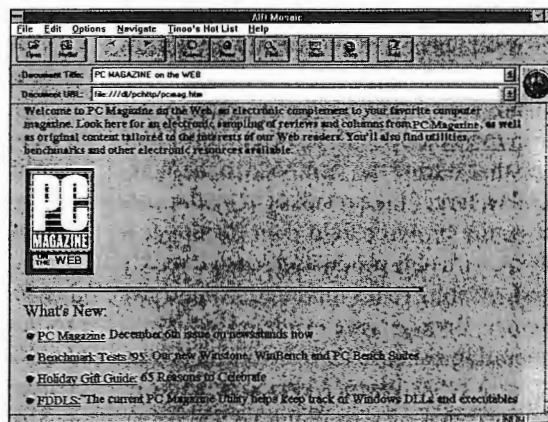 AIR Mosaic
File Edit Options Navigate Tinoo's Hot List Help
Document Title: PC MAGAZINE on the WEB
Document URL: file:///d|/pchttp/pcmag.htm
Welcome to PC Magazine on the Web, an electronic complement to your favorite computer
magazine. Look here for an electronic sampling of reviews and columns from PC Magazine, as well
as original content tailored to the interests of our Web readers. You'll also find utilities,
benchmarks and other electronic resources available.
PC
MAGAZINE
ON THE WEB
What's New:
PC Magazine December 6th issue on newsstands now
Benchmark Tests '95: Our new Winstone, WinBench and PC Bench Suites
Holiday Gift Guide: 65 Reasons to Celebrate
FDDLS: The current PC Magazine Utility helps keep track of Windows DLLs and executables